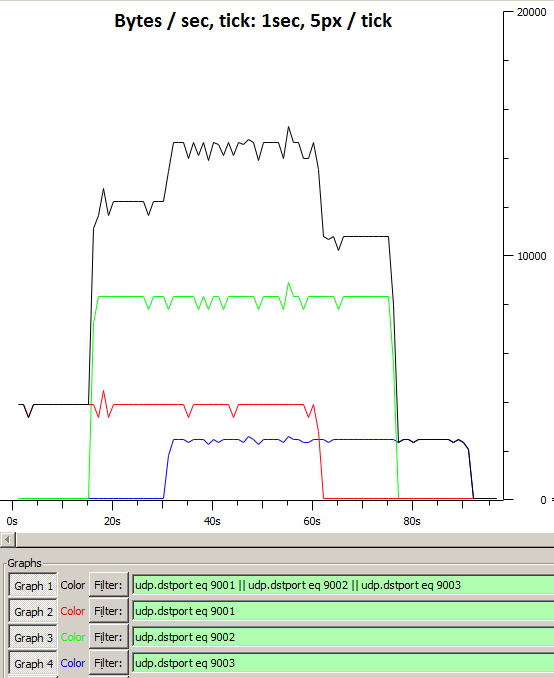 Bytes / sec, tick: 1sec, 5px / tick
20000
10000
0
0s 20s 40s 60s 80s
Graphs
Graph 1 Color Filter: udp.dstport eq 9001 || udp.dstport eq 9002 || udp.dstport eq 9003
Graph 2 Color Filter: udp.dstport eq 9001
Graph 3 Color Filter: udp.dstport eq 9002
Graph 4 Color Filter: udp.dstport eq 9003